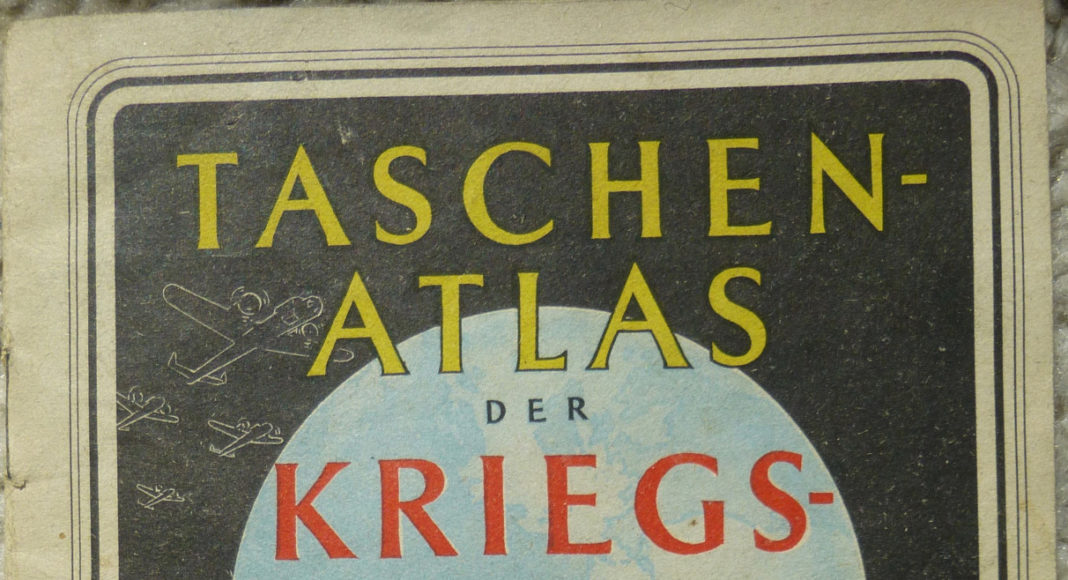 TASCHEN-
ATLAS
DER
KRIEGS-